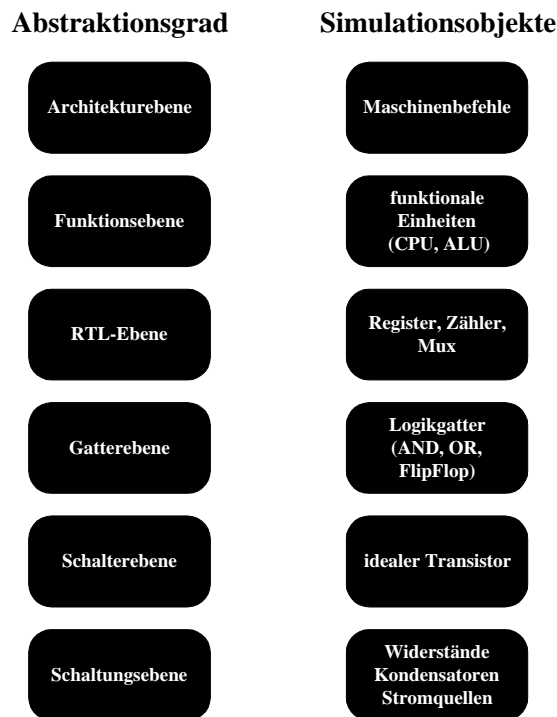 Abstraktionsgrad
Simulationsobjekte
Architekturebene
Maschinenbefehle
Funktionsebene
funktionale
Einheiten
(CPU, ALU)
RTL-Ebene
Register, Zähler,
Mux
Gatterebene
Logikgatter
(AND, OR,
FlipFlop)
Schalterebene
idealer Transistor
Schaltungsebene
Widerstände
Kondensatoren
Stromquellen